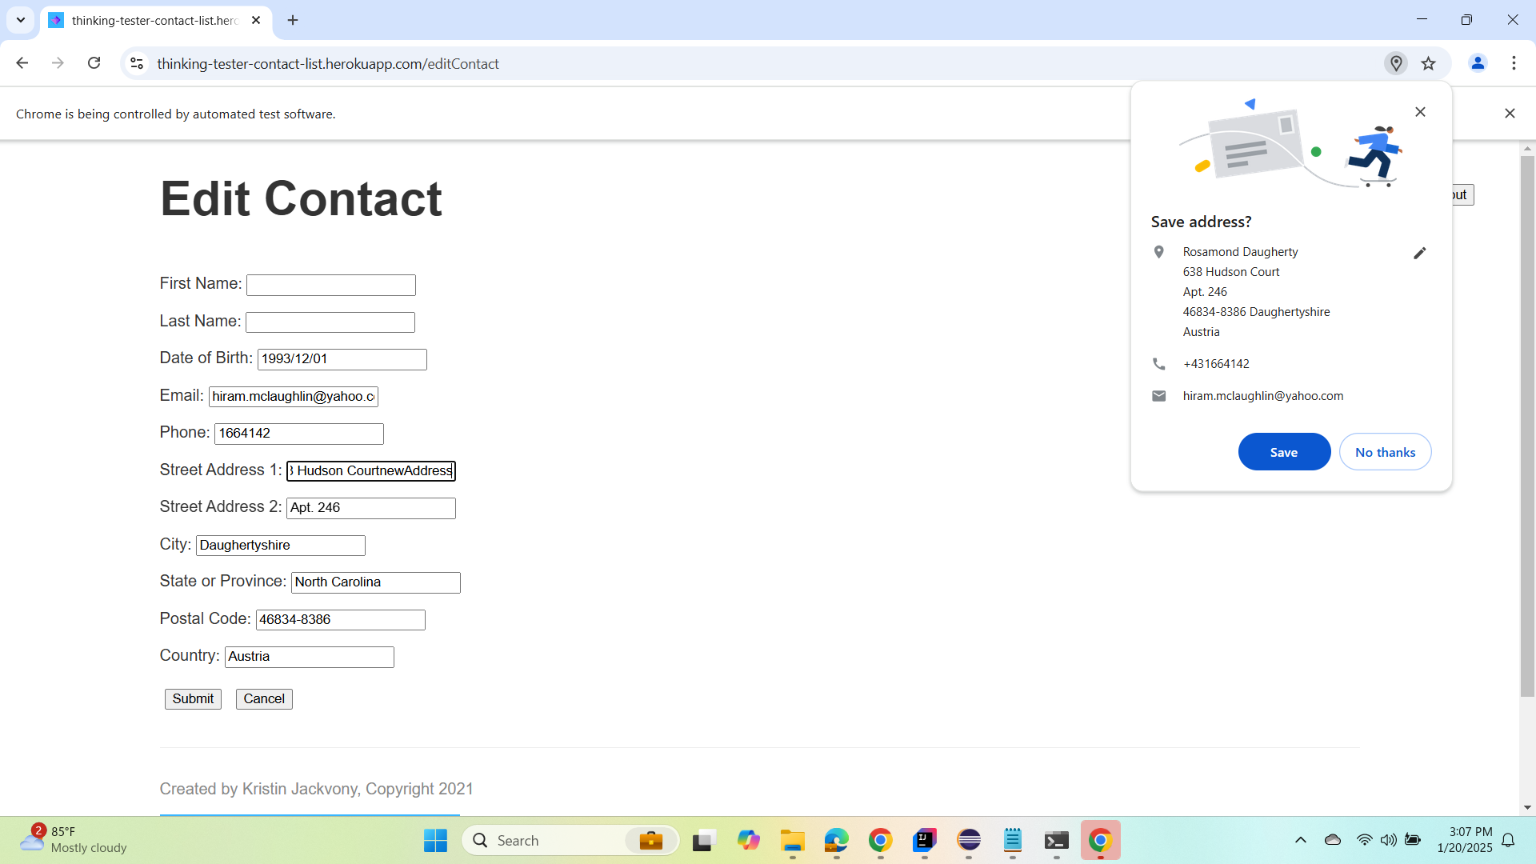 thinking-tester-contact-list.herc
thinking-tester-contact-list.herokuapp.com/editContact
Chrome is being controlled by automated test software.
Edit Contact
out
First Name:
Last Name:
Date of Birth: 1993/12/01
Email: hiram.mclaughlin@yahoo.c
Phone: 1664142
Street Address 1: Hudson CourtnewAddress
Street Address 2: Apt. 246
City: Daughertyshire
State or Province: North Carolina
Postal Code: 46834-8386
Country: Austria
Submit Cancel
Created by Kristin Jackvony, Copyright 2021
Save address?
Rosamond Daugherty
638 Hudson Court
Apt. 246
46834-8386 Daughertyshire
Austria
+431664142
hiram.mclaughlin@yahoo.com
Save No thanks
2
85°F
Mostly cloudy
Search
3:07 PM
1/20/2025